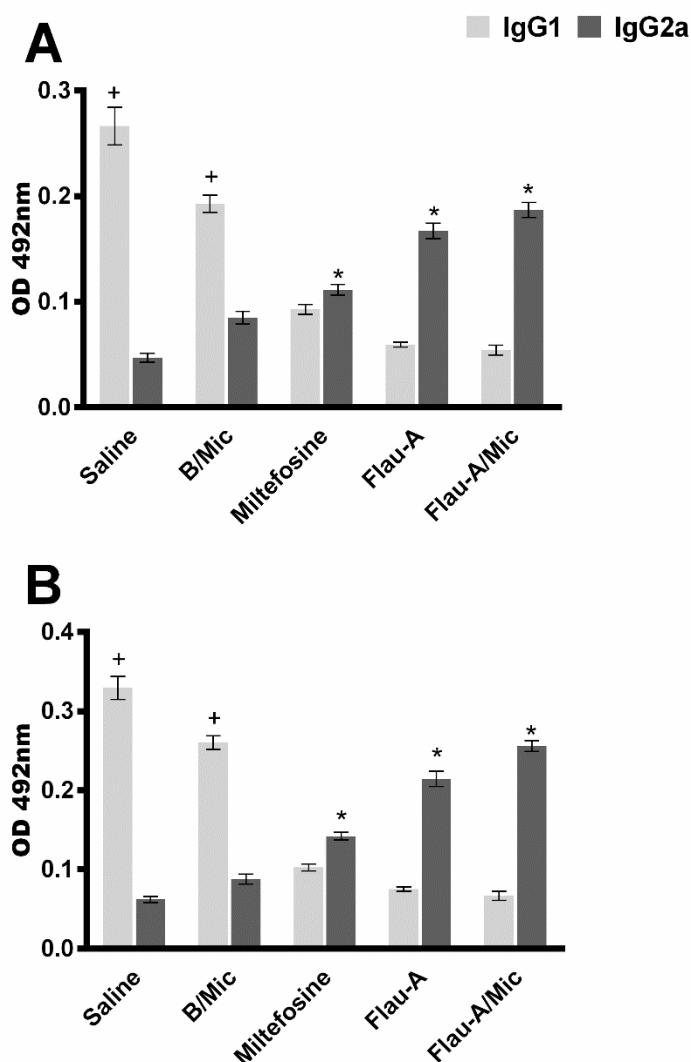 IgG1 IgG2a
A
OD 492nm
0.3
0.2
0.1
0.0
+
+
*
*
*
Saline
B/Mic
Miltefosine
Flau-A
Flau-A/Mic
B
OD 492nm
0.4
0.3
0.2
0.1
0.0
+
+
*
*
*
Saline
B/Mic
Miltefosine
Flau-A
Flau-A/Mic